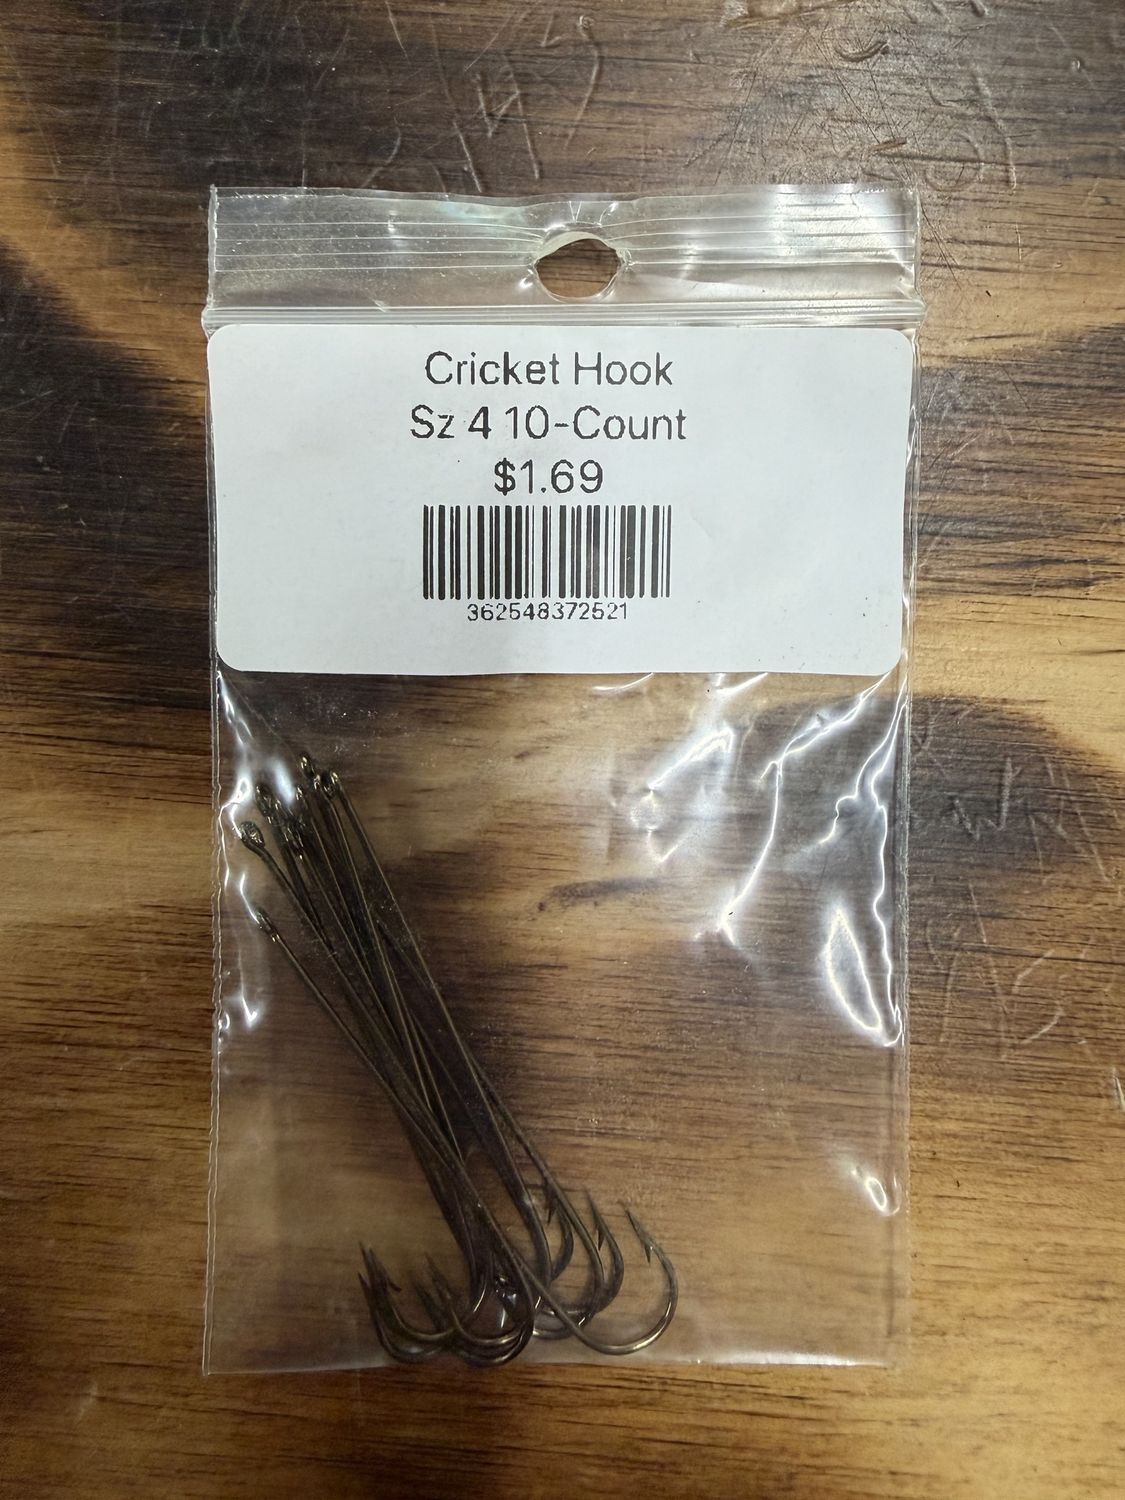 Cricket Hook
Sz 4 10-Count
$1.69
362548372521